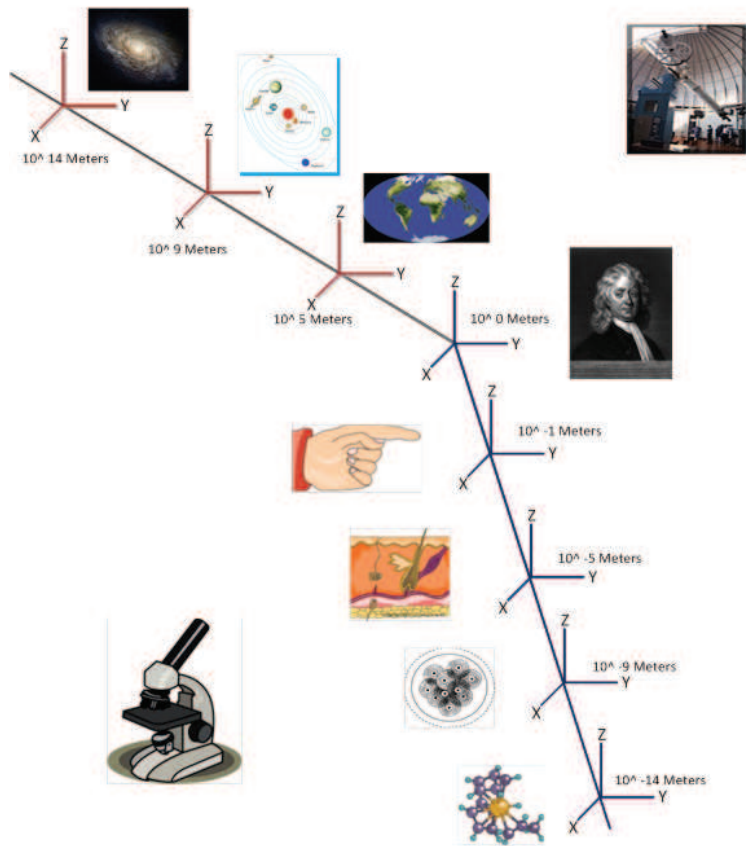 Z
Y
X
10^ 14 Meters
Z
Y
X
10^ 9 Meters
Z
Y
X
10^ 5 Meters
Z
10^ 0 Meters
Y
X
Z
10^ -1 Meters
Y
X
Z
10^ -5 Meters
Y
X
Z
10^ -9 Meters
Y
X
Z
10^ -14 Meters
Y
X